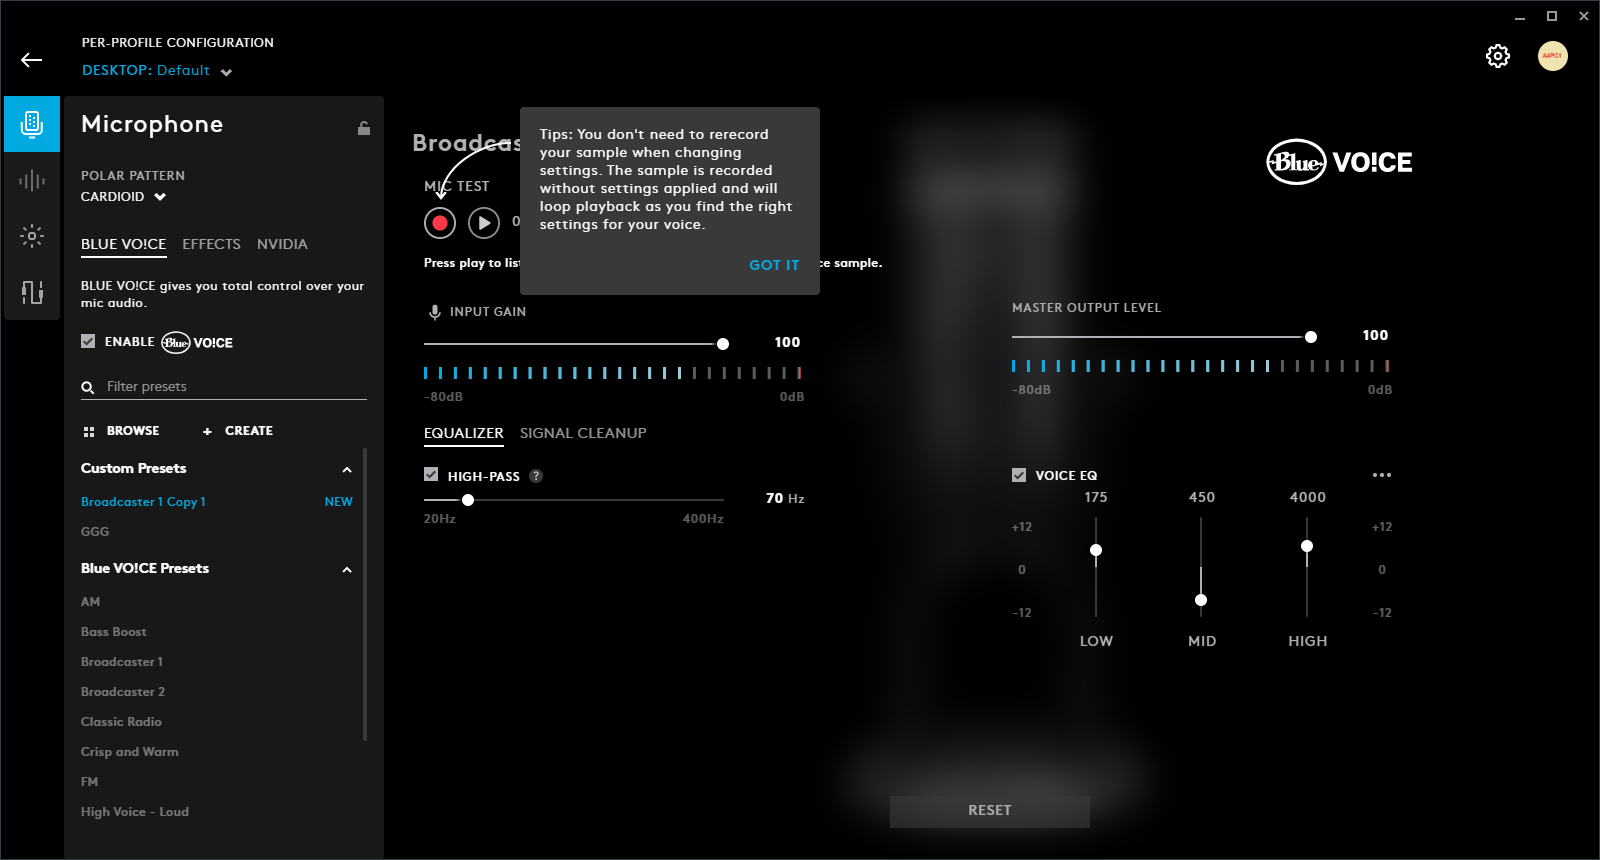 PER-PROFILE CONFIGURATION
DESKTOP: Default
Microphone
POLAR PATTERN
CARDIOID
BLUE VO!CE EFFECTS NVIDIA
BLUE VO!CE gives you total control over your
mic audio.
ENABLE Blue VO!CE
Filter presets
BROWSE + CREATE
Custom Presets
Broadcaster 1 Copy 1 NEW
GGG
Blue VO!CE Presets
AM
Bass Boost
Broadcaster 1
Broadcaster 2
Classic Radio
Crisp and Warm
FM
High Voice - Loud
Broadcas
MIC TEST
0
Press play to list
ce sample.
Tips: You don't need to rerecord
your sample when changing
settings. The sample is recorded
without settings applied and will
loop playback as you find the right
settings for your voice.
GOT IT
Blue VO!CE
INPUT GAIN
100
-80dB 0dB
MASTER OUTPUT LEVEL
100
-80dB 0dB
EQUALIZER SIGNAL CLEANUP
HIGH-PASS ?
70 Hz
20Hz 400Hz
VOICE EQ
175 450 4000
+12 +12
0 0
-12 -12
LOW MID HIGH
RESET